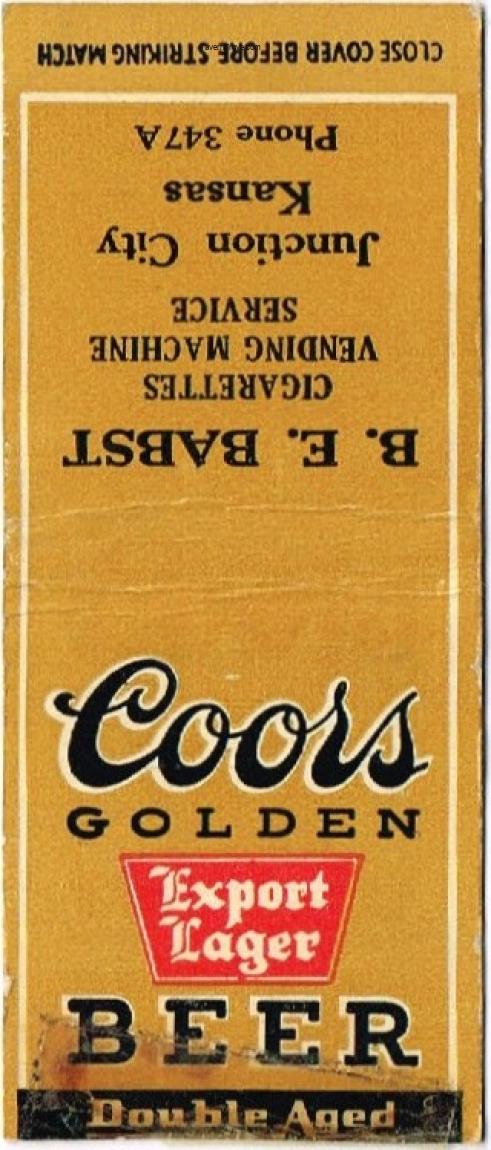 Coors
GOLDEN
Export
Lager
BEER
Double Aged
B. E. BABST
CIGARETTES
VENDING MACHINE
SERVICE
Junction City
Kansas
Phone 347A
CLOSE COVER BEFORE STRIKING MATCH